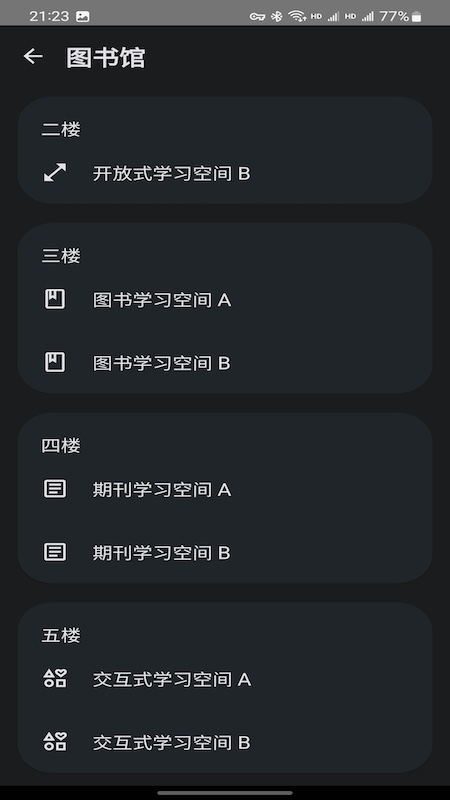 21:23 HD HD 77%
图书馆
二楼
开放式学习空间 B
三楼
图书学习空间 A
图书学习空间 B
四楼
期刊学习空间 A
期刊学习空间 B
五楼
交互式学习空间 A
交互式学习空间 B